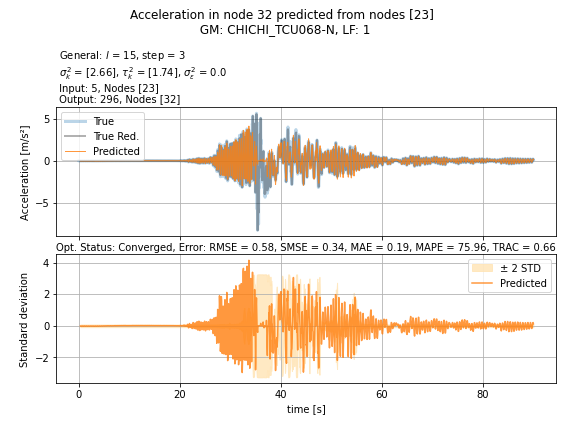 Acceleration in node 32 predicted from nodes [23]
GM: CHICHI_TCU068-N, LF: 1
General: l = 15, step = 3
σ²ₖ = [2.66], τ²ₖ = [1.74], σ²ε = 0.0
Input: 5, Nodes [23]
Output: 296, Nodes [32]
True
True Red.
Predicted
Acceleration [m/s²]
5
0
−5
Opt. Status: Converged, Error: RMSE = 0.58, SMSE = 0.34, MAE = 0.19, MAPE = 75.96, TRAC = 0.66
± 2 STD
Predicted
Standard deviation
4
2
0
−2
0 20 40 60 80
time [s]